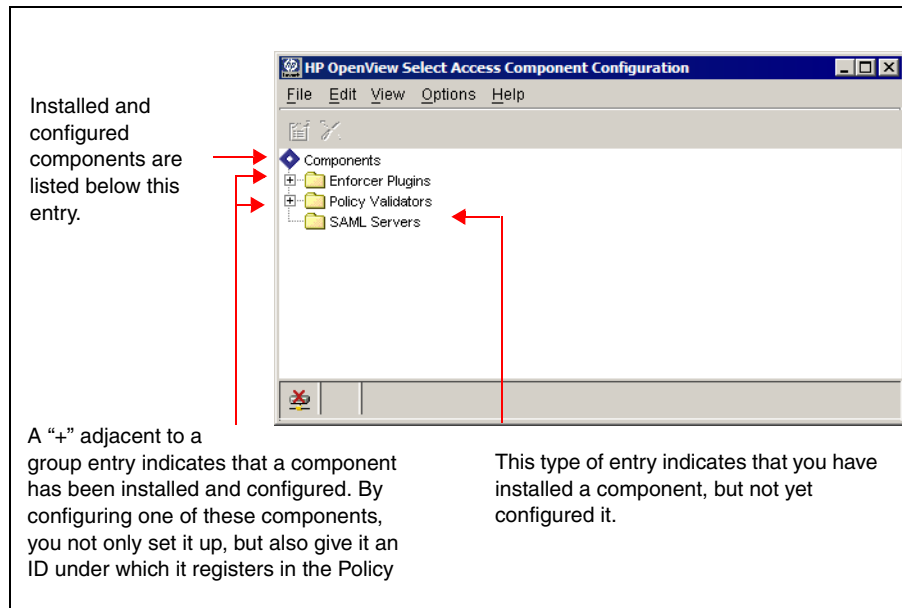 HP OpenView Select Access Component Configuration
File Edit View Options Help
Installed and
configured
components are
listed below this
entry.
Components
Enforcer Plugins
Policy Validators
SAML Servers
A “+” adjacent to a
group entry indicates that a component
has been installed and configured. By
configuring one of these components,
you not only set it up, but also give it an
ID under which it registers in the Policy
This type of entry indicates that you have
installed a component, but not yet
configured it.